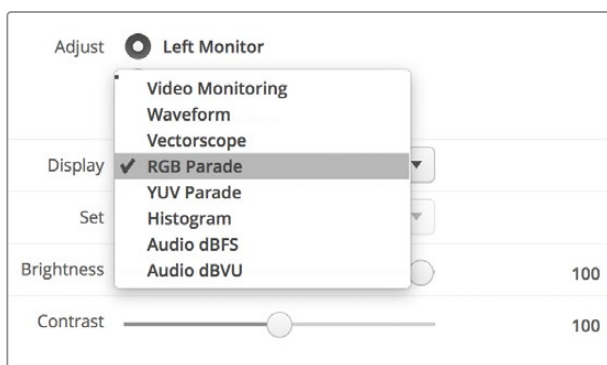 Adjust Left Monitor
Video Monitoring
Waveform
Vectorscope
Display ✓ RGB Parade
YUV Parade
Set Histogram
Audio dBFS
Brightness Audio dBVU 100
Contrast 100